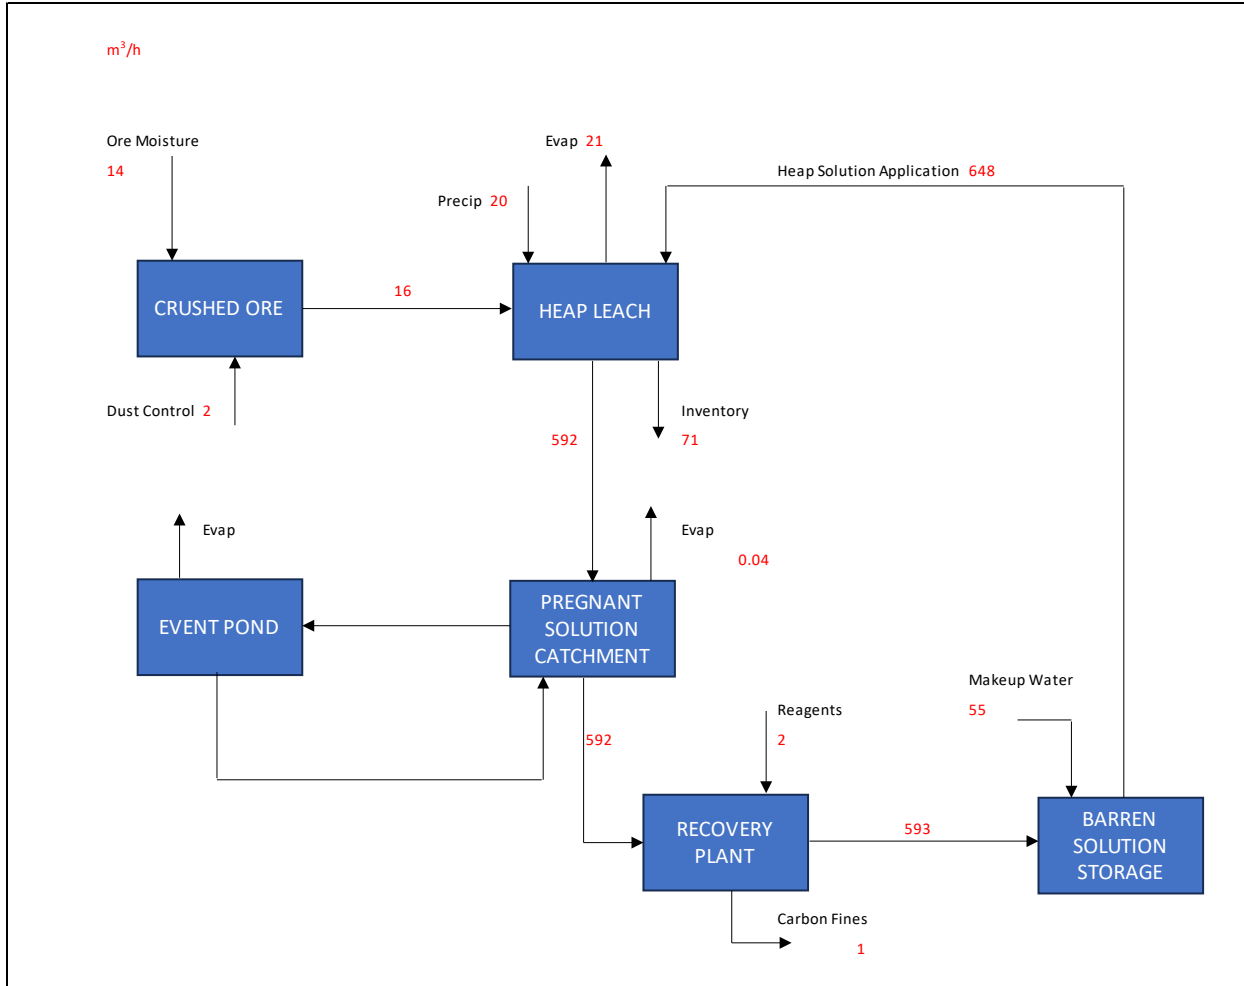 m³/h
Ore Moisture
14
Evap 21
Heap Solution Application 648
Precip 20
CRUSHED ORE
16
HEAP LEACH
Dust Control 2
Inventory
71
592
Evap
Evap
0.04
EVENT POND
PREGNANT
SOLUTION
CATCHMENT
Makeup Water
55
Reagents
2
592
RECOVERY
PLANT
593
BARREN
SOLUTION
STORAGE
Carbon Fines
1